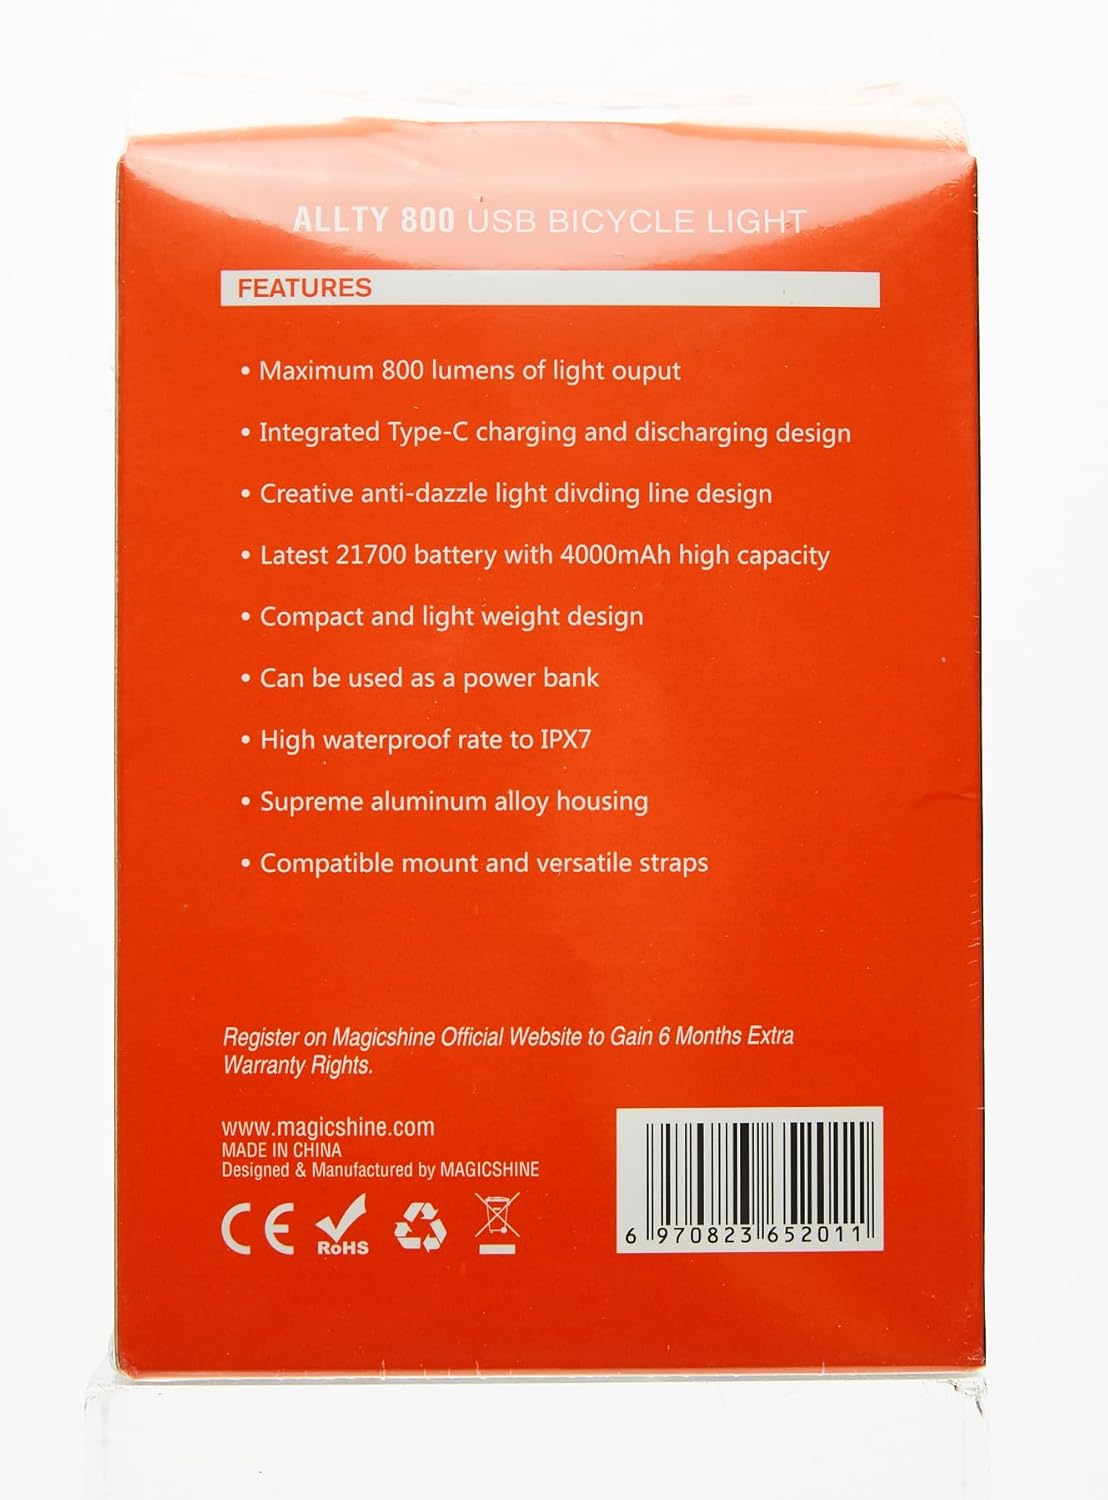 ALLTY 800 USB BICYCLE LIGHT
FEATURES
• Maximum 800 lumens of light ouput
• Integrated Type-C charging and discharging design
• Creative anti-dazzle light divding line design
• Latest 21700 battery with 4000mAh high capacity
• Compact and light weight design
• Can be used as a power bank
• High waterproof rate to IPX7
• Supreme aluminum alloy housing
• Compatible mount and versatile straps
Register on Magicshine Official Website to Gain 6 Months Extra
Warranty Rights.
www.magicshine.com
MADE IN CHINA
Designed & Manufactured by MAGICSHINE
CE RoHS
6 970823 652011